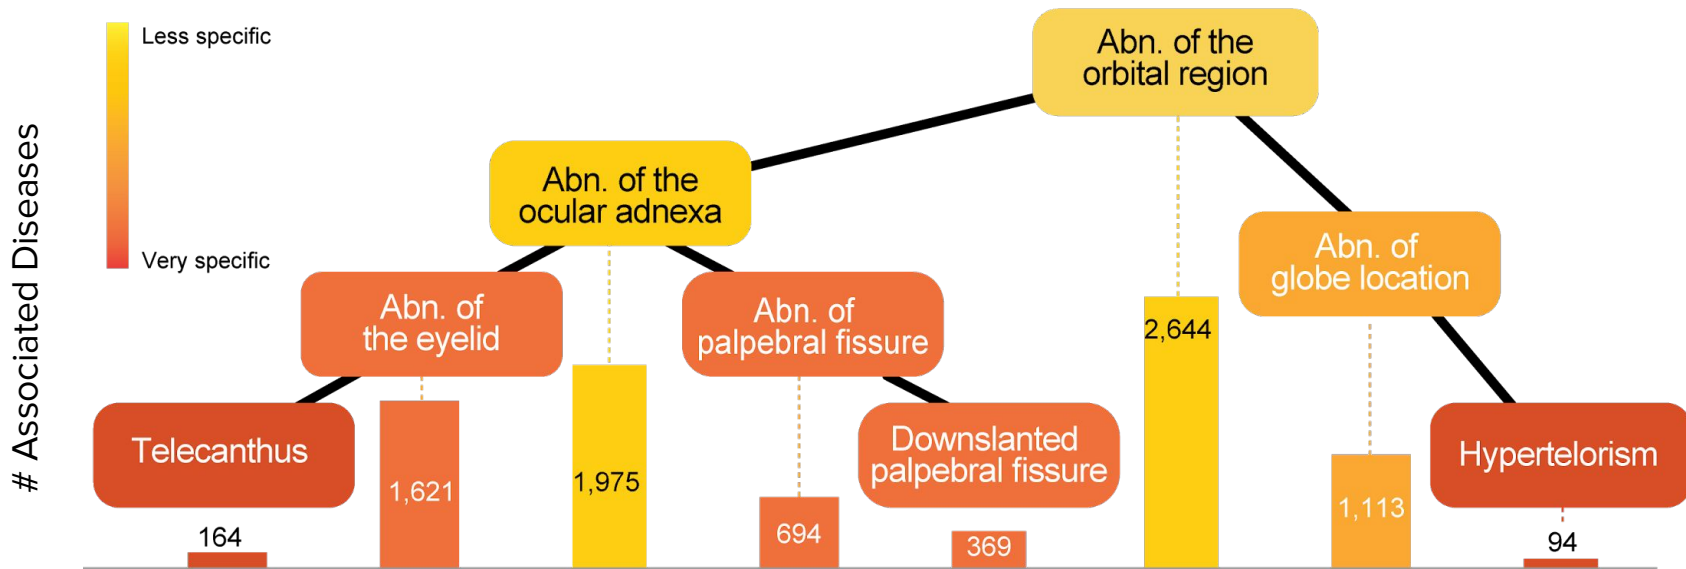 Less specific
Very specific
# Associated Diseases
Abn. of the
orbital region
Abn. of the
ocular adnexa
Abn. of
globe location
Abn. of
the eyelid
Abn. of
palpebral fissure
Telecanthus
Downslanted
palpebral fissure
Hypertelorism
164
1,621
1,975
694
369
2,644
1,113
94